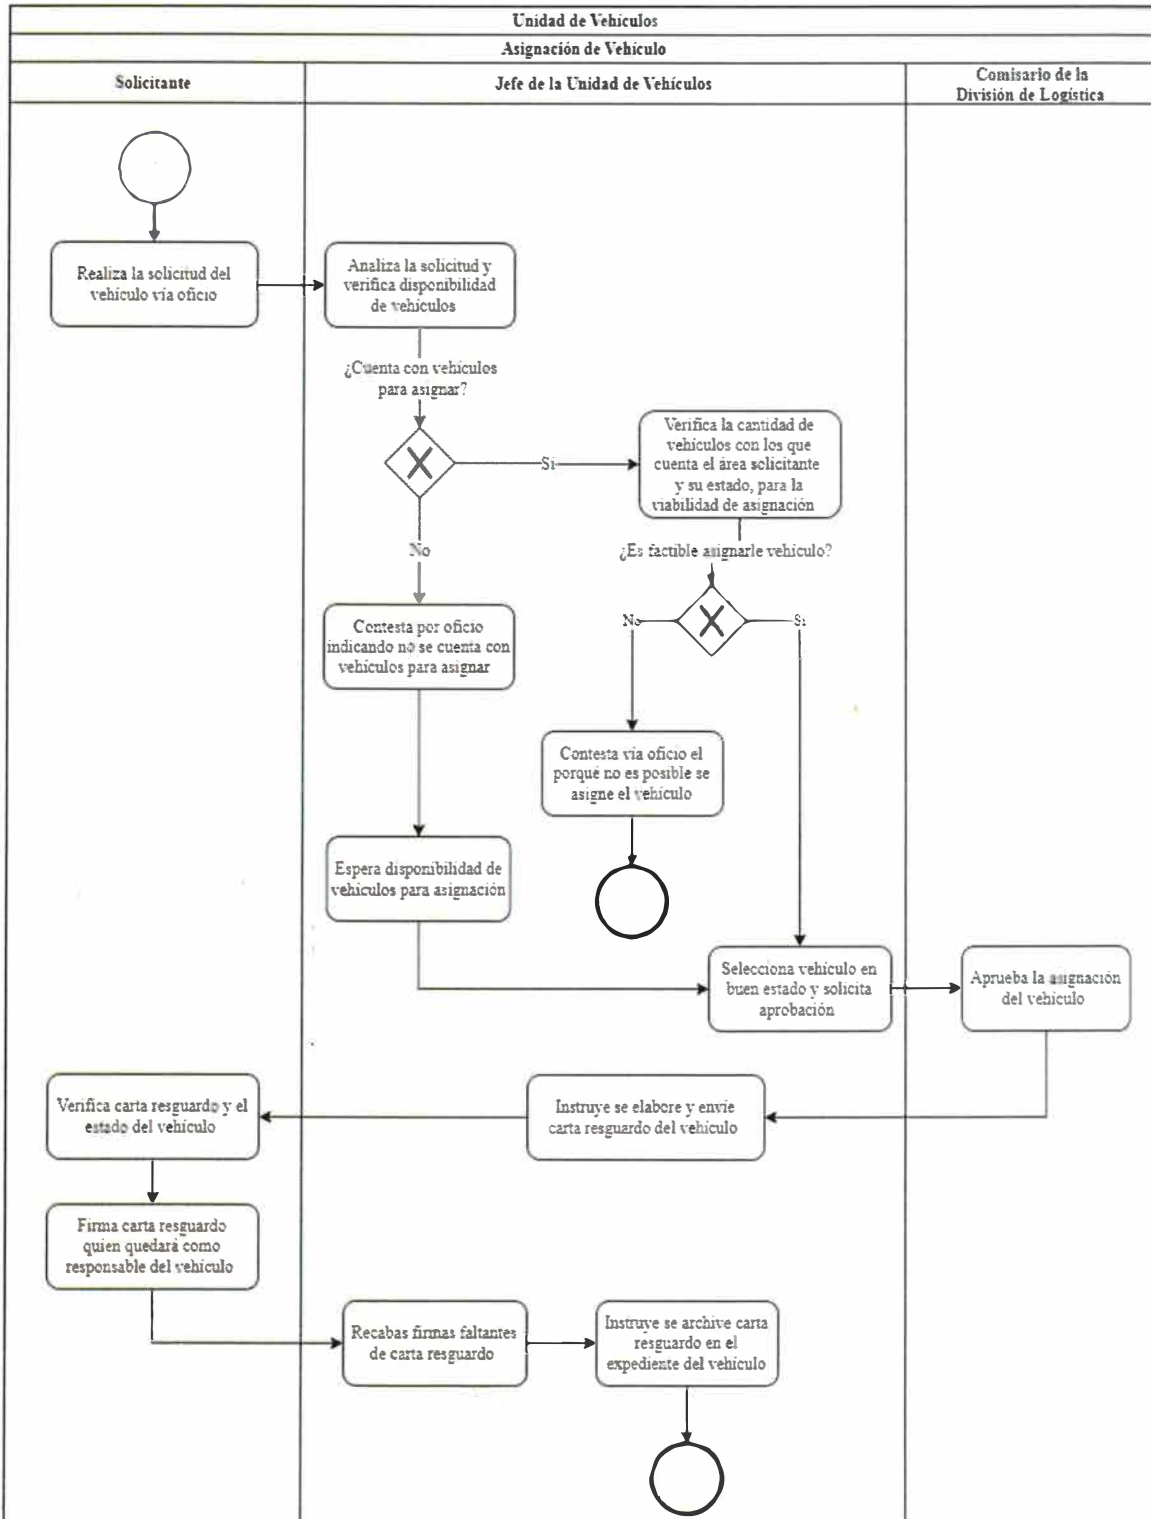 Unidad de Vehículos
Asignación de Vehículo
Solicitante
Jefe de la Unidad de Vehículos
Comisario de la
División de Logística
Realiza la solicitud del
vehículo vía oficio
Analiza la solicitud y
verifica disponibilidad
de vehículos
¿Cuenta con vehículos
para asignar?
Verifica la cantidad de
vehículos con los que
cuenta el área solicitante
y su estado, para la
viabilidad de asignación
Si
No
¿Es factible asignarle vehículo?
No
Si
Contesta por oficio
indicando no se cuenta con
vehículos para asignar
Contesta vía oficio el
porqué no es posible se
asigne el vehículo
Espera disponibilidad de
vehículos para asignación
Selecciona vehículo en
buen estado y solicita
aprobación
Aprueba la asignación
del vehículo
Verifica carta resguardo y el
estado del vehículo
Instruye se elabore y envíe
carta resguardo del vehículo
Firma carta resguardo
quien quedará como
responsable del vehículo
Recabas firmas faltantes
de carta resguardo
Instruye se archive carta
resguardo en el
expediente del vehículo